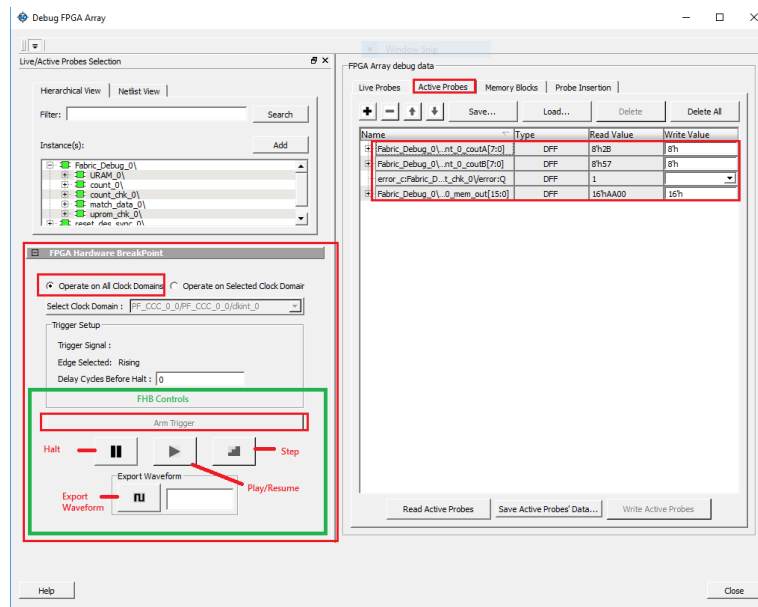 Debug FPGA Array
Window Snip
Live/Active Probes Selection
Hierarchical View Netlist View
Filter: Search
Instance(s): Add
Fabric_Debug_0\
URAM_0\
count_0\
count_chk_0\
match_data_0\
uprom_chk_0\
reset_des_sync_0\
FPGA Hardware BreakPoint
Operate on All Clock Domains Operate on Selected Clock Domain
Select Clock Domain : PF_CCC_0_0/PF_CCC_0_0/clkint_0
Trigger Setup
Trigger Signal :
Edge Selected: Rising
Delay Cycles Before Halt : 0
FHB Controls
Arm Trigger
Halt
Step
Play/Resume
Export Waveform
Export
Waveform
FPGA Array debug data
Live Probes Active Probes Memory Blocks Probe Insertion
Save... Load... Delete Delete All
Name Type Read Value Write Value
Fabric_Debug_0\...nt_0_coutA[7:0] DFF 8'h2B 8'h
Fabric_Debug_0\...nt_0_coutB[7:0] DFF 8'h57 8'h
error_c:Fabric_D...t_chk_0\/error:Q DFF 1
Fabric_Debug_0\...0_mem_out[15:0] DFF 16'hAA00 16'h
Read Active Probes Save Active Probes' Data... Write Active Probes
Help Close